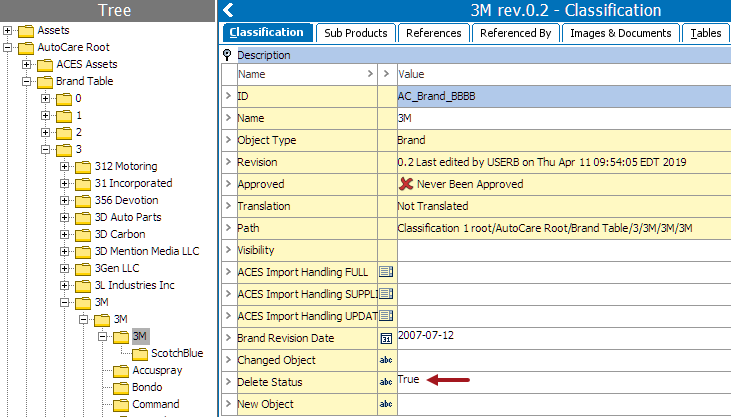 Tree
Assets
AutoCare Root
ACES Assets
Brand Table
0
1
2
3
312 Motoring
31 Incorporated
356 Devotion
3D Auto Parts
3D Carbon
3D Mention Media LLC
3Gen LLC
3L Industries Inc
3M
3M
3M
ScotchBlue
Accuspray
Bondo
Command
3M rev.0.2 - Classification
Classification Sub Products References Referenced By Images & Documents Tables
Description
Name > > Value
ID AC_Brand_BBBB
Name 3M
Object Type Brand
Revision 0.2 Last edited by USERB on Thu Apr 11 09:54:05 EDT 2019
Approved Never Been Approved
Translation Not Translated
Path Classification 1 root/AutoCare Root/Brand Table/3/3M/3M/3M
Visibility
ACES Import Handling FULL
ACES Import Handling SUPPLI
ACES Import Handling UPDAT
Brand Revision Date 31 2007-07-12
Changed Object abc
Delete Status abc True
New Object abc